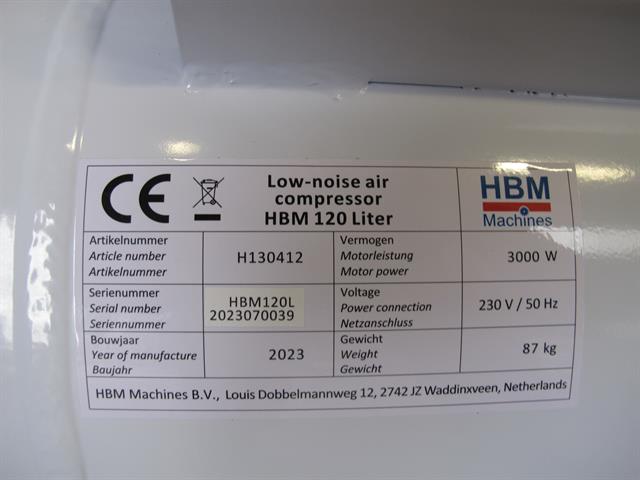 CE
Low-noise air
compressor
HBM 120 Liter
HBM
Machines
Artikelnummer
Article number
Artikelnummer
H130412
Vermogen
Motorleistung
Motor power
3000 W
Serienummer
Serial number
Seriennummer
HBM120L
2023070039
Voltage
Power connection
Netzanschluss
230 V / 50 Hz
Bouwjaar
Year of manufacture
Baujahr
2023
Gewicht
Weight
Gewicht
87 kg
HBM Machines B.V., Louis Dobbelmannweg 12, 2742 JZ Waddinxveen, Netherlands